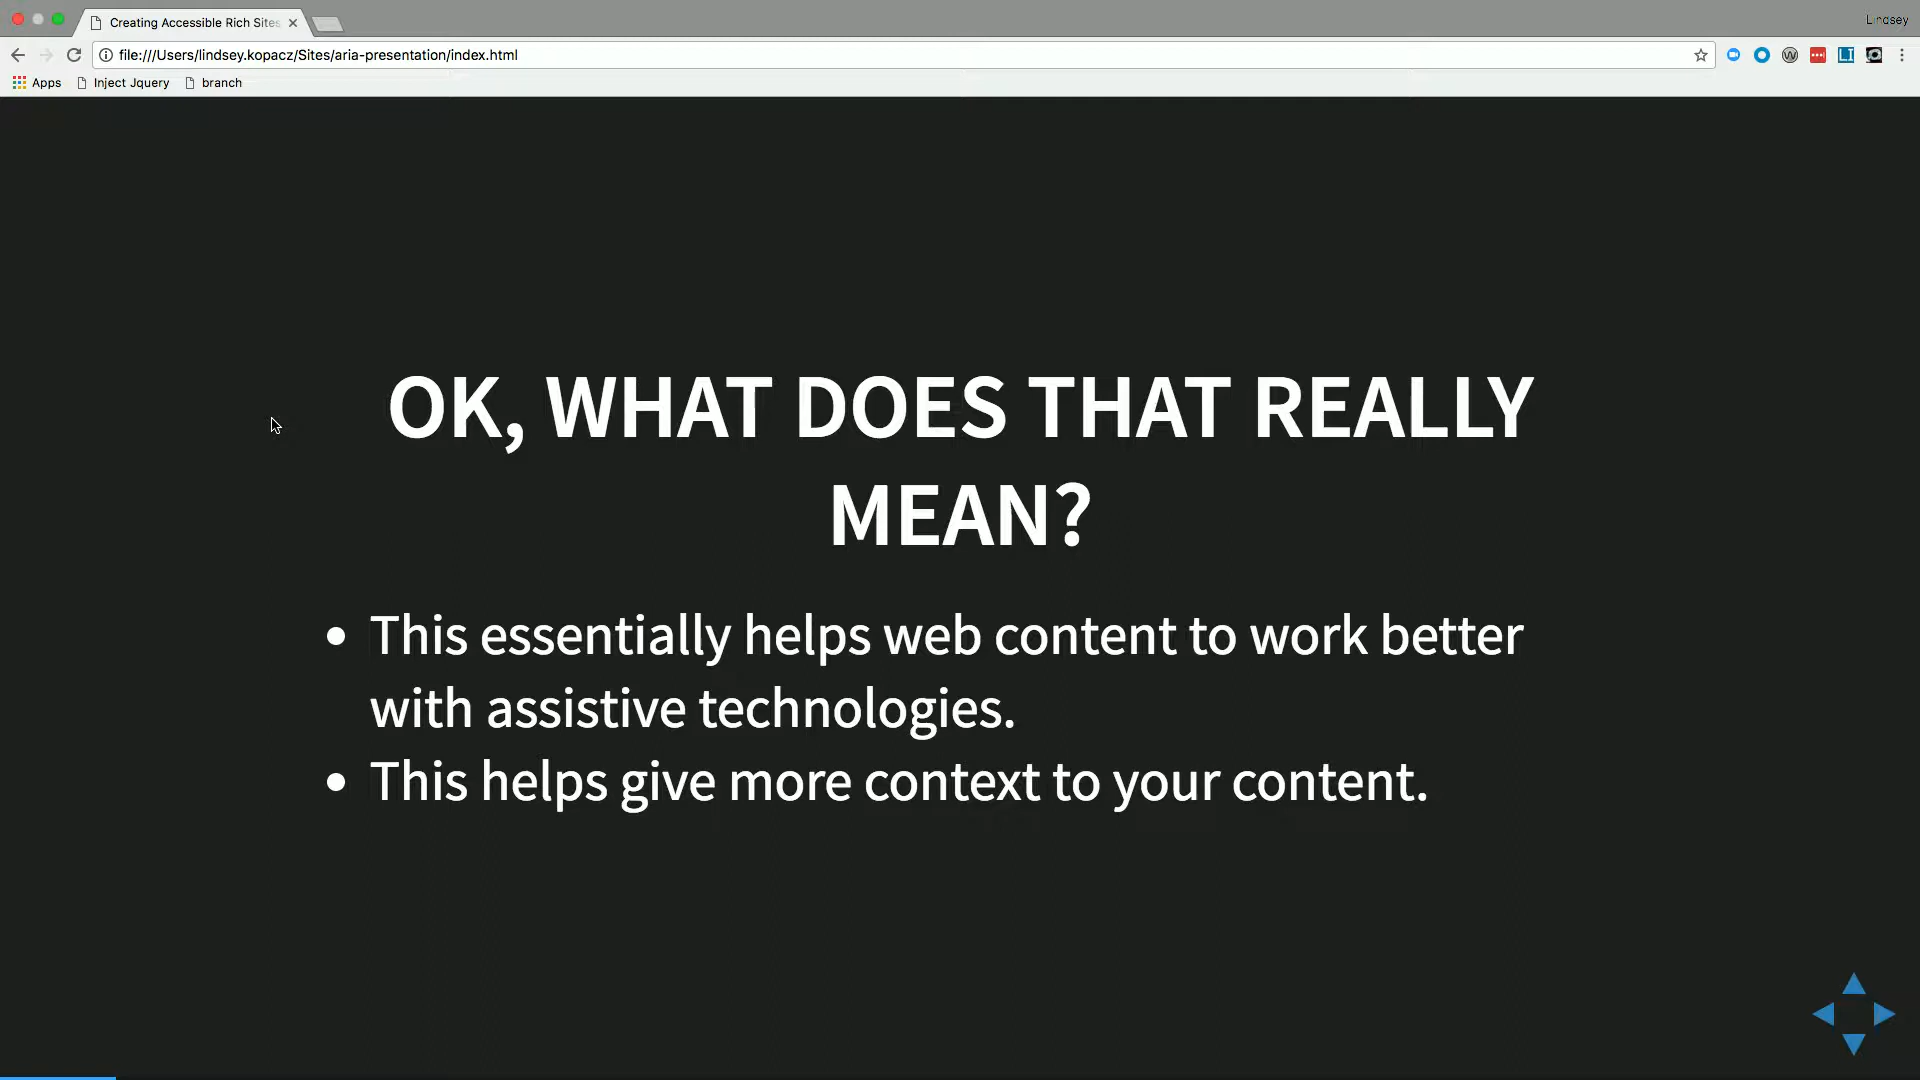 Creating Accessible Rich Sites
Lindsey
file:///Users/lindsey.kopacz/Sites/aria-presentation/index.html
Apps
Inject Jquery
branch
OK, WHAT DOES THAT REALLY
MEAN?
• This essentially helps web content to work better
with assistive technologies.
• This helps give more context to your content.